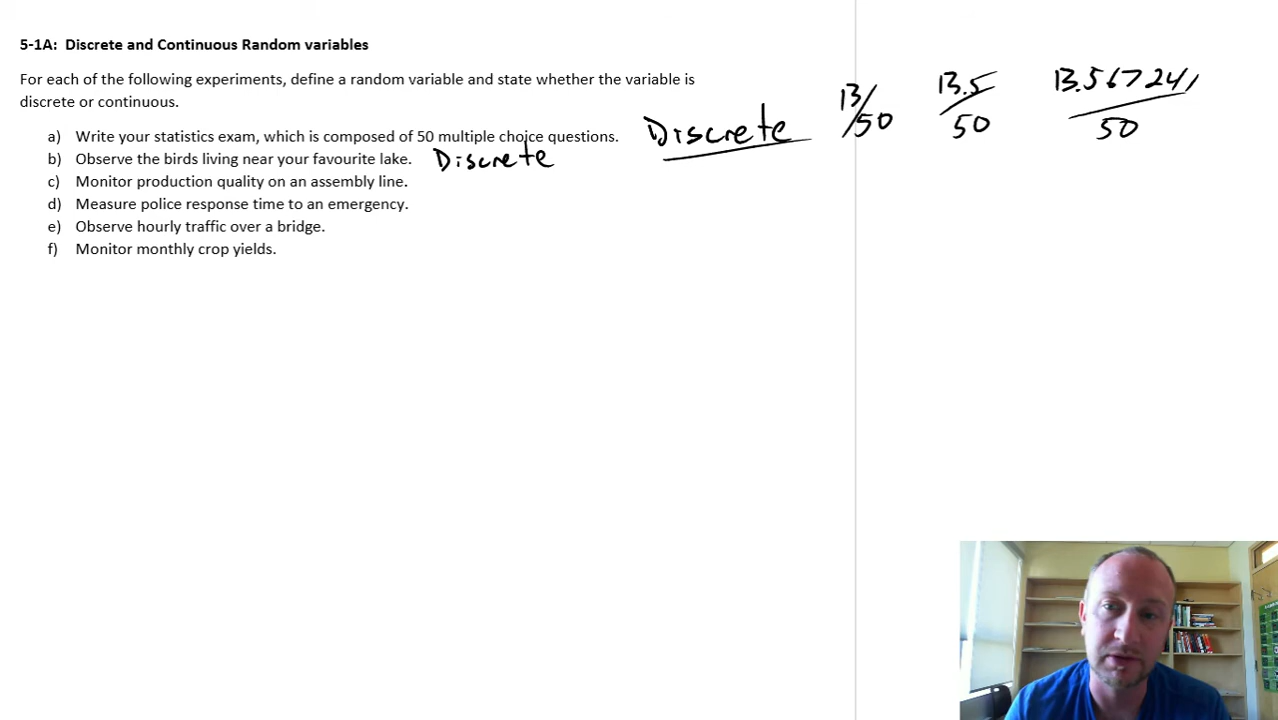 5-1A: Discrete and Continuous Random variables
For each of the following experiments, define a random variable and state whether the variable is
discrete or continuous.
a) Write your statistics exam, which is composed of 50 multiple choice questions. Discrete 13/50 13.5/50 13.567241/50
b) Observe the birds living near your favourite lake. Discrete
c) Monitor production quality on an assembly line.
d) Measure police response time to an emergency.
e) Observe hourly traffic over a bridge.
f) Monitor monthly crop yields.